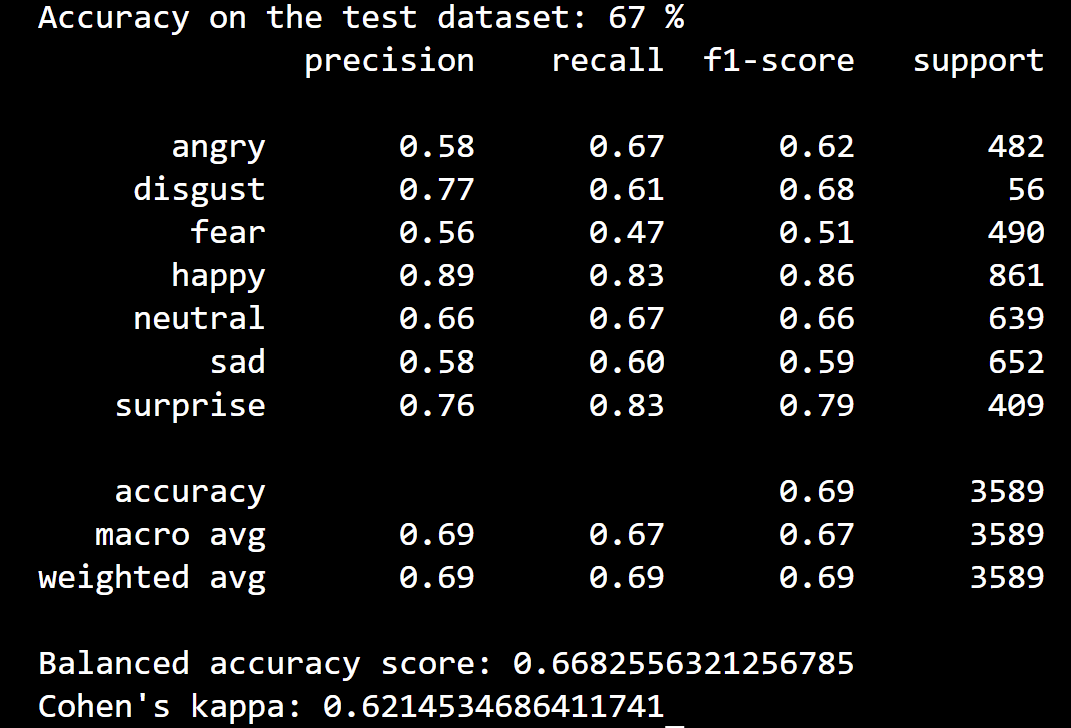 Accuracy on the test dataset: 67 %
precision recall f1-score support
angry 0.58 0.67 0.62 482
disgust 0.77 0.61 0.68 56
fear 0.56 0.47 0.51 490
happy 0.89 0.83 0.86 861
neutral 0.66 0.67 0.66 639
sad 0.58 0.60 0.59 652
surprise 0.76 0.83 0.79 409
accuracy 0.69 3589
macro avg 0.69 0.67 0.67 3589
weighted avg 0.69 0.69 0.69 3589
Balanced accuracy score: 0.6682556321256785
Cohen's kappa: 0.6214534686411741_